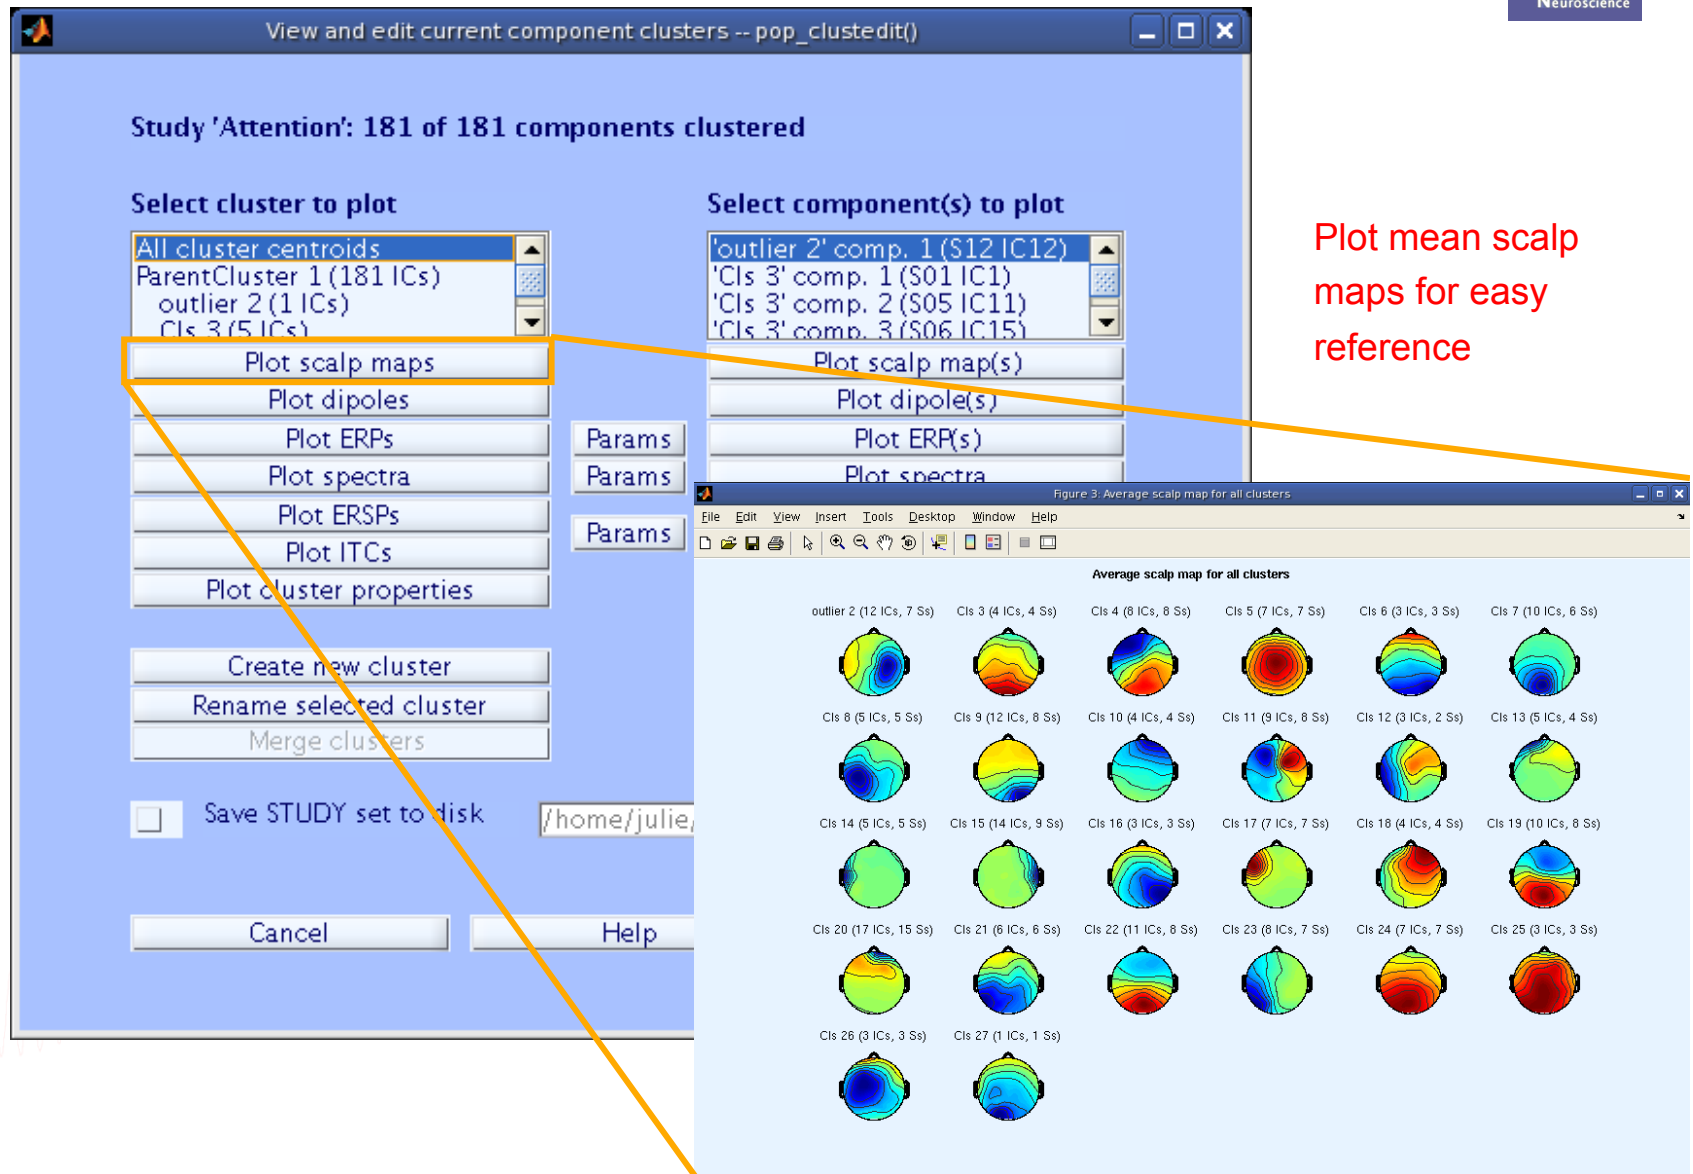 Neuroscience
View and edit current component clusters -- pop_clustedit()
Study 'Attention': 181 of 181 components clustered
Select cluster to plot
Select component(s) to plot
All cluster centroids
ParentCluster 1 (181 ICs)
outlier 2 (1 ICs)
Cls 3 (5 ICs)
'outlier 2' comp. 1 (S12 IC12)
'Cls 3' comp. 1 (S01 IC1)
'Cls 3' comp. 2 (S05 IC11)
'Cls 3' comp. 3 (S06 IC15)
Plot mean scalp
maps for easy
reference
Plot scalp maps
Plot scalp map(s)
Plot dipoles
Plot dipole(s)
Plot ERPs
Params
Plot ERP(s)
Plot spectra
Params
Plot spectra
Plot ERSPs
Params
Plot ITCs
Plot cluster properties
Create new cluster
Rename selected cluster
Merge clusters
Save STUDY set to disk
/home/julie/
Cancel
Help
Figure 3: Average scalp map for all clusters
File Edit View Insert Tools Desktop Window Help
Average scalp map for all clusters
outlier 2 (12 ICs, 7 Ss) Cls 3 (4 ICs, 4 Ss) Cls 4 (8 ICs, 8 Ss) Cls 5 (7 ICs, 7 Ss) Cls 6 (3 ICs, 3 Ss) Cls 7 (10 ICs, 6 Ss)
Cls 8 (5 ICs, 5 Ss) Cls 9 (12 ICs, 8 Ss) Cls 10 (4 ICs, 4 Ss) Cls 11 (9 ICs, 8 Ss) Cls 12 (3 ICs, 2 Ss) Cls 13 (5 ICs, 4 Ss)
Cls 14 (5 ICs, 5 Ss) Cls 15 (14 ICs, 9 Ss) Cls 16 (3 ICs, 3 Ss) Cls 17 (7 ICs, 7 Ss) Cls 18 (4 ICs, 4 Ss) Cls 19 (10 ICs, 8 Ss)
Cls 20 (17 ICs, 15 Ss) Cls 21 (6 ICs, 6 Ss) Cls 22 (11 ICs, 8 Ss) Cls 23 (8 ICs, 7 Ss) Cls 24 (7 ICs, 7 Ss) Cls 25 (3 ICs, 3 Ss)
Cls 26 (3 ICs, 3 Ss) Cls 27 (1 ICs, 1 Ss)